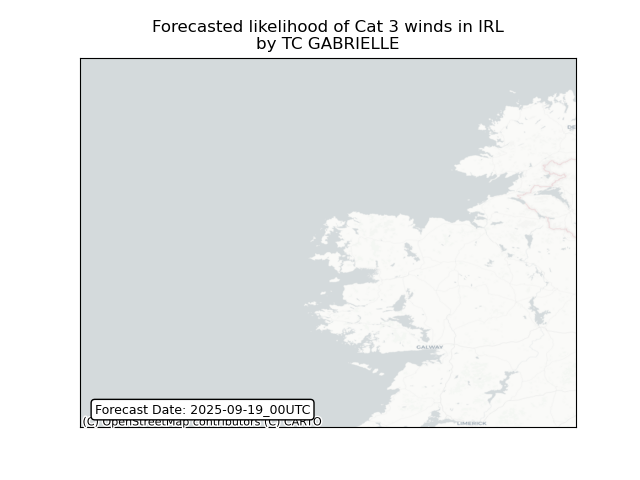 Forecasted likelihood of Cat 3 winds in IRL
by TC GABRIELLE
DE
GALWAY
LIMERICK
Forecast Date: 2025-09-19_00UTC
(C) OpenStreetMap contributors (C) CARTO